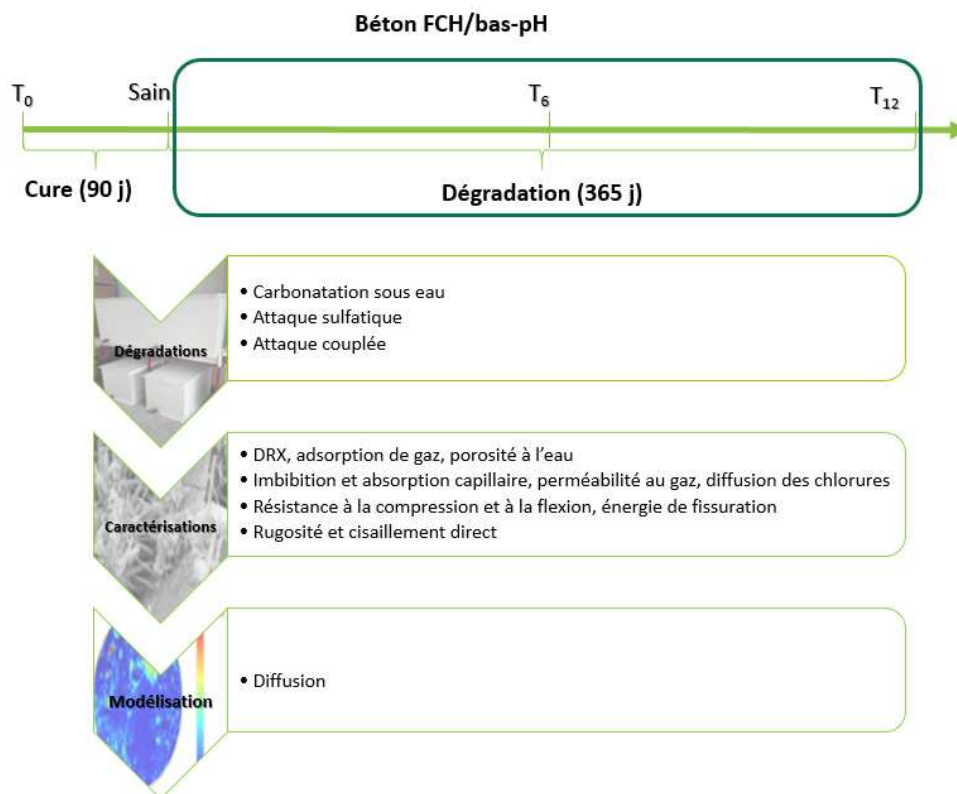 Béton FCH/bas-pH
T0 Sain T6 T12
Cure (90 j) Dégradation (365 j)
Dégradations
• Carbonatation sous eau
• Attaque sulfatique
• Attaque couplée
Caractérisations
• DRX, adsorption de gaz, porosité à l'eau
• Imbibition et absorption capillaire, perméabilité au gaz, diffusion des chlorures
• Résistance à la compression et à la flexion, énergie de fissuration
• Rugosité et cisaillement direct
Modélisation
• Diffusion